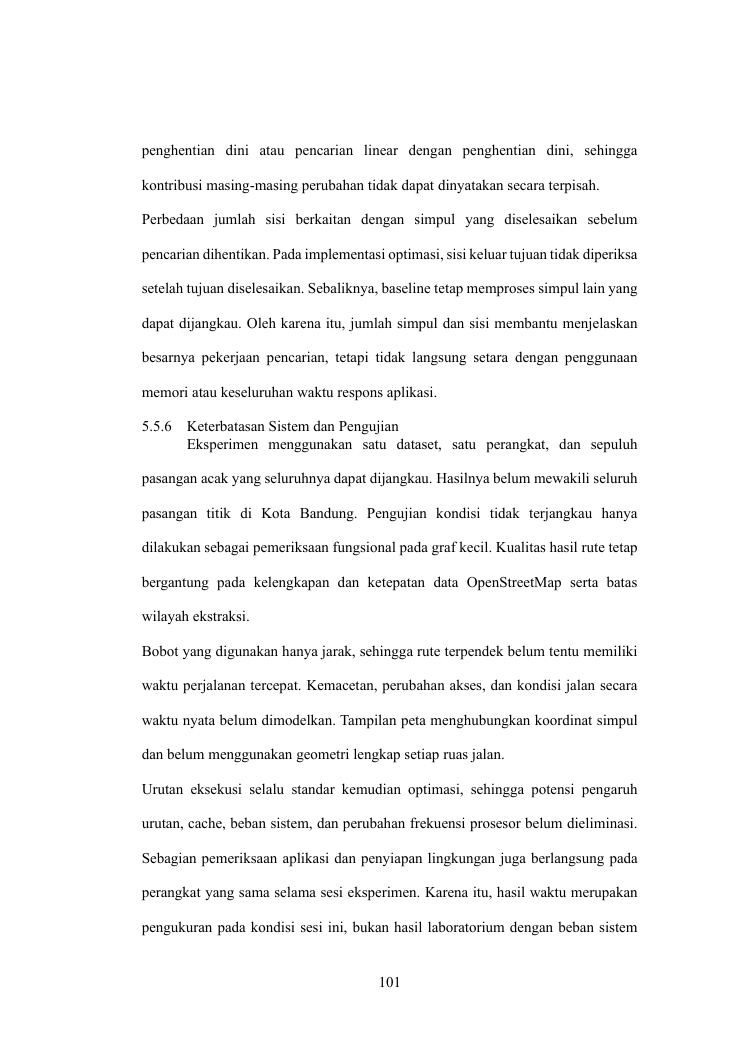 penghentian dini atau pencarian linear dengan penghentian dini, sehingga
kontribusi masing-masing perubahan tidak dapat dinyatakan secara terpisah.
Perbedaan jumlah sisi berkaitan dengan simpul yang diselesaikan sebelum
pencarian dihentikan. Pada implementasi optimasi, sisi keluar tujuan tidak diperiksa
setelah tujuan diselesaikan. Sebaliknya, baseline tetap memproses simpul lain yang
dapat dijangkau. Oleh karena itu, jumlah simpul dan sisi membantu menjelaskan
besarnya pekerjaan pencarian, tetapi tidak langsung setara dengan penggunaan
memori atau keseluruhan waktu respons aplikasi.
5.5.6 Keterbatasan Sistem dan Pengujian
Eksperimen menggunakan satu dataset, satu perangkat, dan sepuluh
pasangan acak yang seluruhnya dapat dijangkau. Hasilnya belum mewakili seluruh
pasangan titik di Kota Bandung. Pengujian kondisi tidak terjangkau hanya
dilakukan sebagai pemeriksaan fungsional pada graf kecil. Kualitas hasil rute tetap
bergantung pada kelengkapan dan ketepatan data OpenStreetMap serta batas
wilayah ekstraksi.
Bobot yang digunakan hanya jarak, sehingga rute terpendek belum tentu memiliki
waktu perjalanan tercepat. Kemacetan, perubahan akses, dan kondisi jalan secara
waktu nyata belum dimodelkan. Tampilan peta menghubungkan koordinat simpul
dan belum menggunakan geometri lengkap setiap ruas jalan.
Urutan eksekusi selalu standar kemudian optimasi, sehingga potensi pengaruh
urutan, cache, beban sistem, dan perubahan frekuensi prosesor belum dieliminasi.
Sebagian pemeriksaan aplikasi dan penyiapan lingkungan juga berlangsung pada
perangkat yang sama selama sesi eksperimen. Karena itu, hasil waktu merupakan
pengukuran pada kondisi sesi ini, bukan hasil laboratorium dengan beban sistem
101